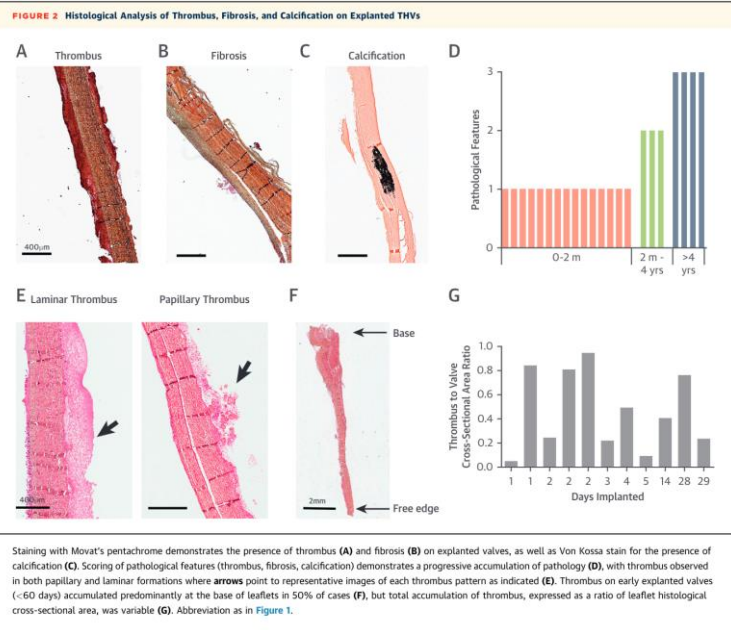 FIGURE 2 Histological Analysis of Thrombus, Fibrosis, and Calcification on Explanted THVs
A Thrombus
400μm
B Fibrosis
C Calcification
D
Pathological Features
3
2
1
0
0-2 m
2 m -
4 yrs
>4
yrs
E Laminar Thrombus
400μm
Papillary Thrombus
F
Base
2mm
Free edge
G
Thrombus to Valve
Cross-Sectional Area Ratio
1.0
0.8
0.6
0.4
0.2
0.0
1 1 2 2 2 3 4 5 14 28 29
Days Implanted
Staining with Movat's pentachrome demonstrates the presence of thrombus (A) and fibrosis (B) on explanted valves, as well as Von Kossa stain for the presence of
calcification (C). Scoring of pathological features (thrombus, fibrosis, calcification) demonstrates a progressive accumulation of pathology (D), with thrombus observed
in both papillary and laminar formations where arrows point to representative images of each thrombus pattern as indicated (E). Thrombus on early explanted valves
(<60 days) accumulated predominantly at the base of leaflets in 50% of cases (F), but total accumulation of thrombus, expressed as a ratio of leaflet histological
cross-sectional area, was variable (G). Abbreviation as in Figure 1.